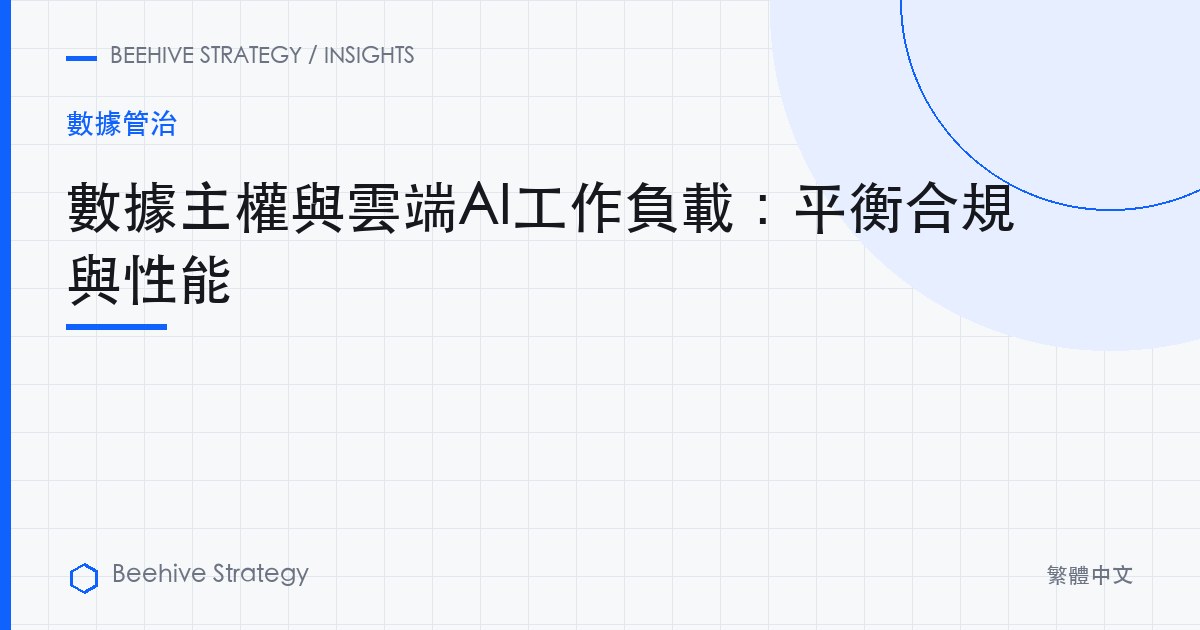 BEEHIVE STRATEGY / INSIGHTS
數據管治
數據主權與雲端AI工作負載：平衡合規
與性能
Beehive Strategy
繁體中文